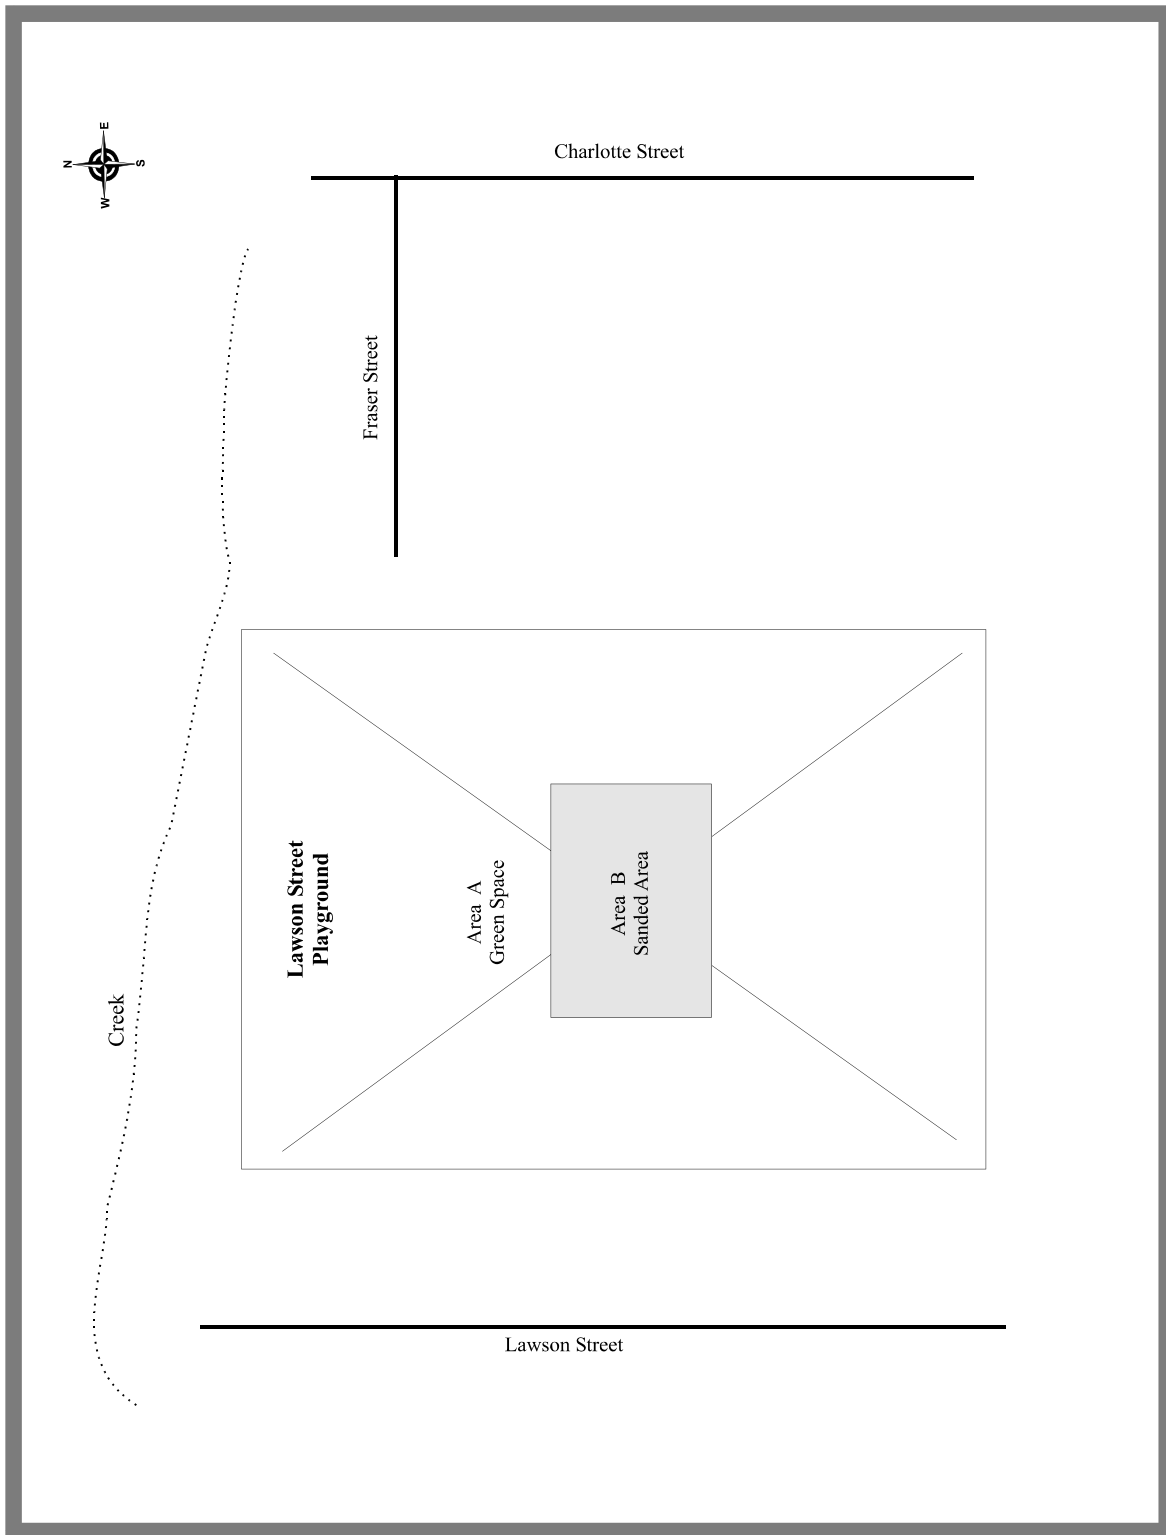 E
N
S
W
Charlotte Street
Fraser Street
Lawson Street
Playground
Area A
Green Space
Area B
Sanded Area
Creek
Lawson Street